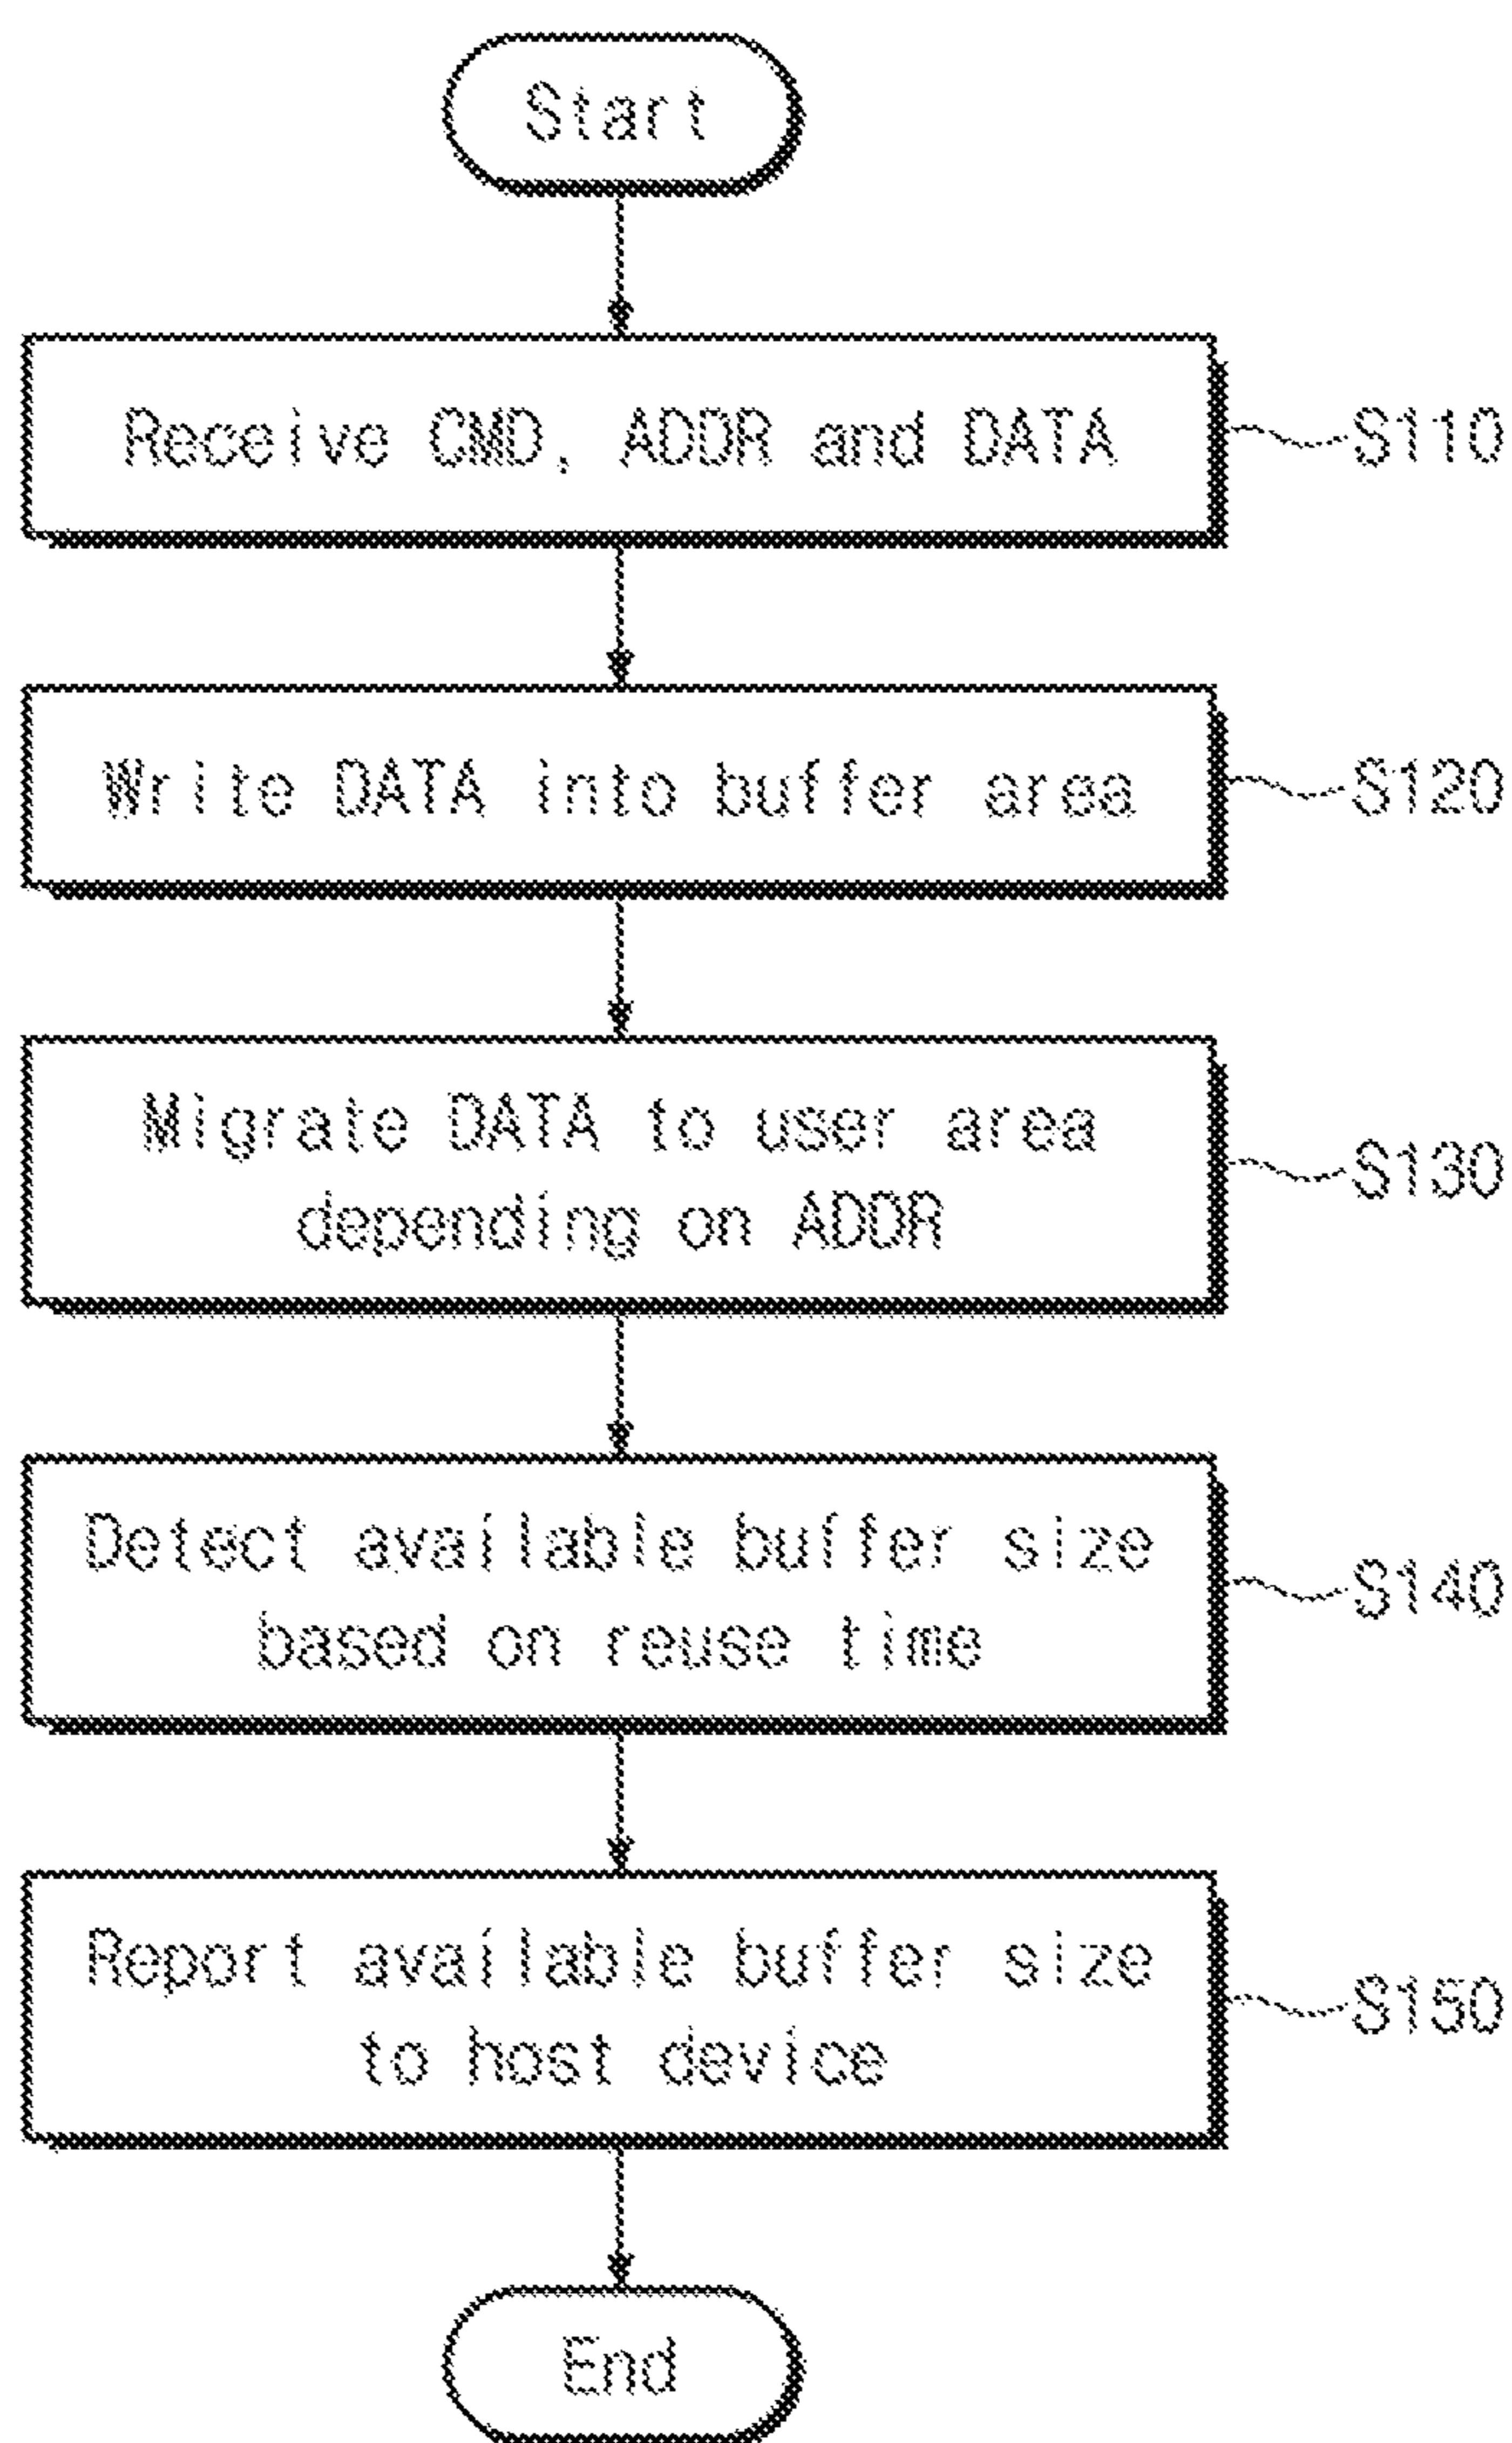 Start
Receive CMD, ADDR and DATA
S110
Write DATA into buffer area
S120
Migrate DATA to user area
depending on ADDR
S130
Detect available buffer size
based on reuse time
S140
Report available buffer size
to host device
S150
End